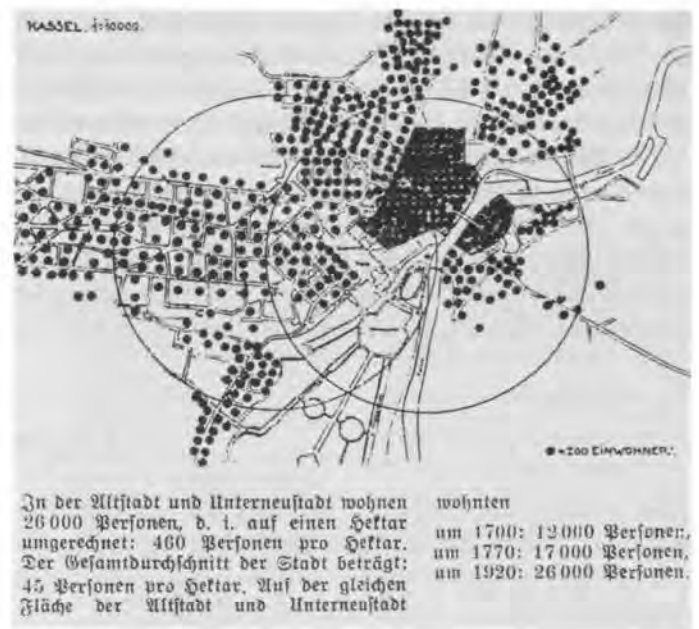 KASSEL. 1:10000.
●=200 EINWOHNER.
In der Altstadt und Unterneustadt wohnen
26 000 Personen, d. i. auf einen Hektar
umgerechnet: 460 Personen pro Hektar.
Der Gesamtdurchschnitt der Stadt beträgt:
45 Personen pro Hektar. Auf der gleichen
Fläche der Altstadt und Unterneustadt
wohnten
um 1700: 12 000 Personen,
um 1770: 17 000 Personen,
um 1920: 26 000 Personen.